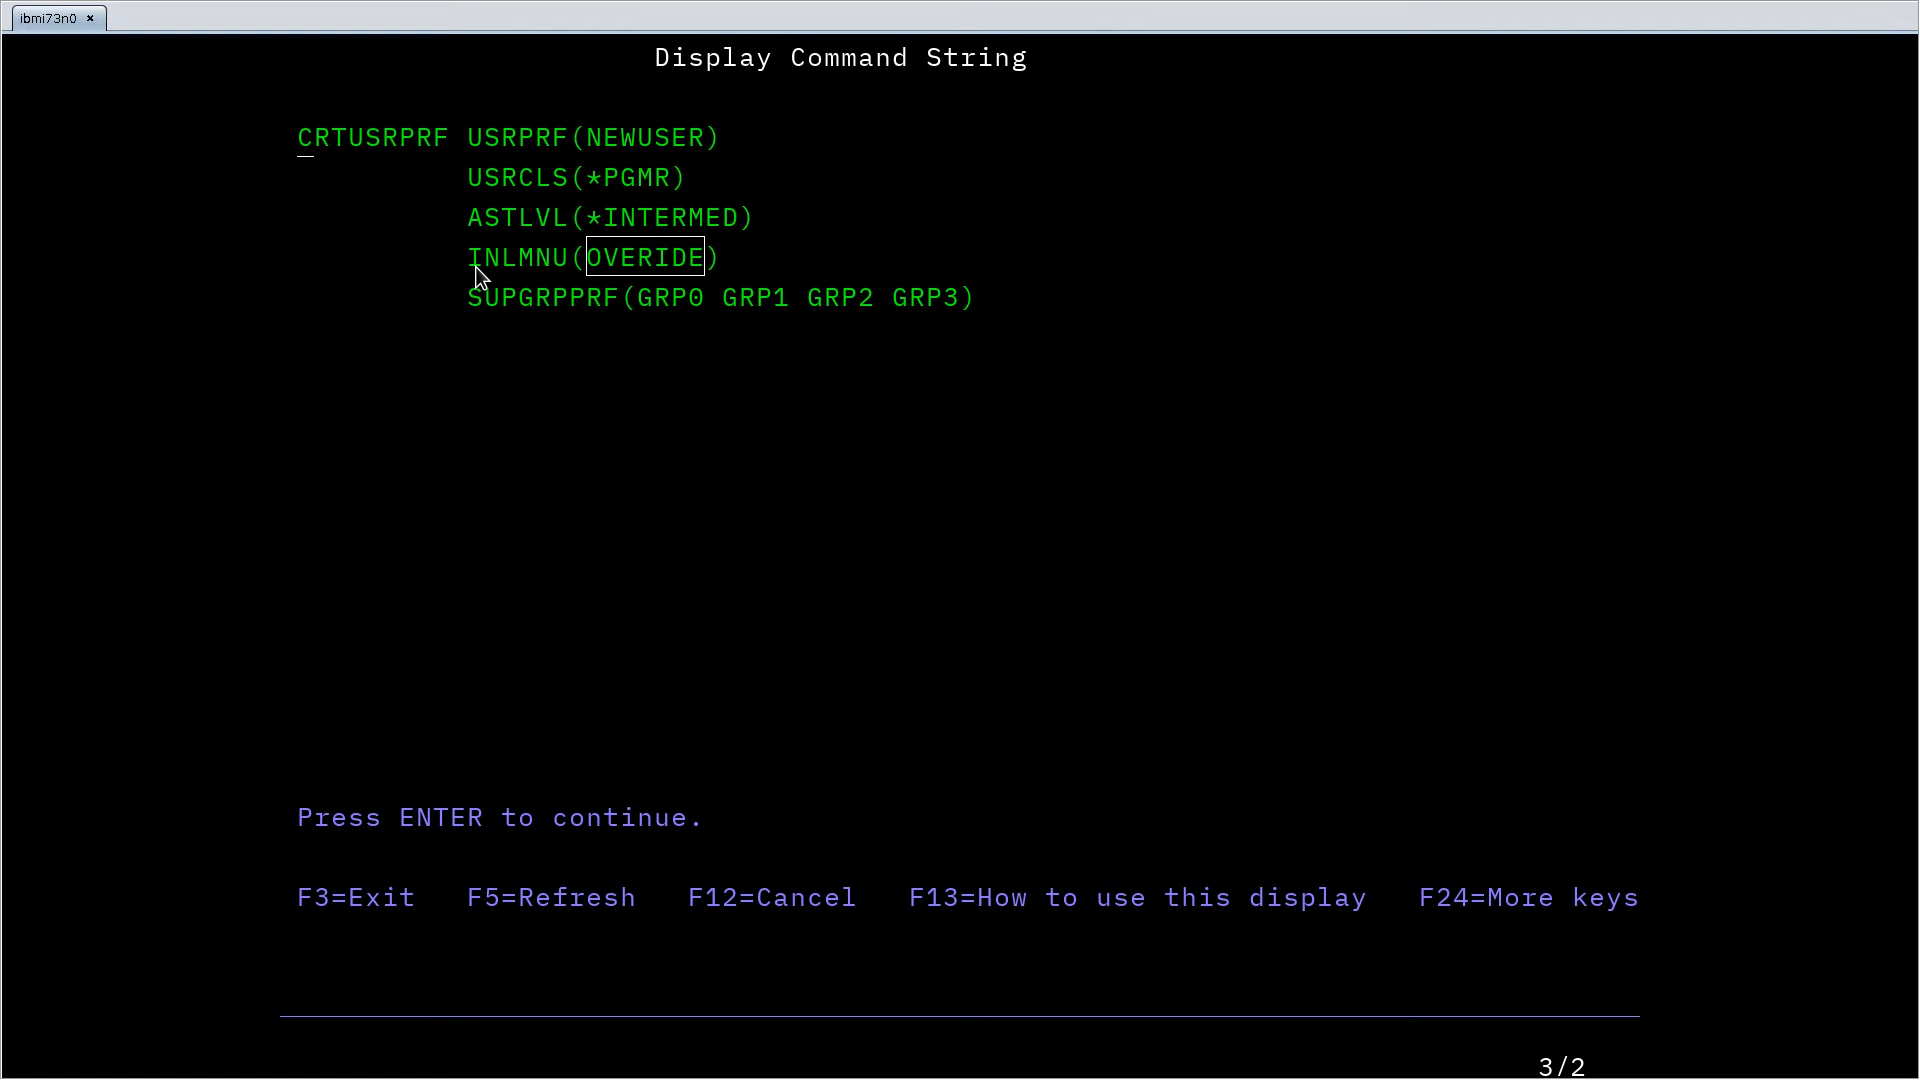 ibmi73n0 ×
Display Command String
CRTUSRPRF USRPRF(NEWUSER)
USRCLS(*PGMR)
ASTLVL(*INTERMED)
INLMNU(OVERIDE)
SUPGRPPRF(GRP0 GRP1 GRP2 GRP3)
Press ENTER to continue.
F3=Exit F5=Refresh F12=Cancel F13=How to use this display F24=More keys
3/2